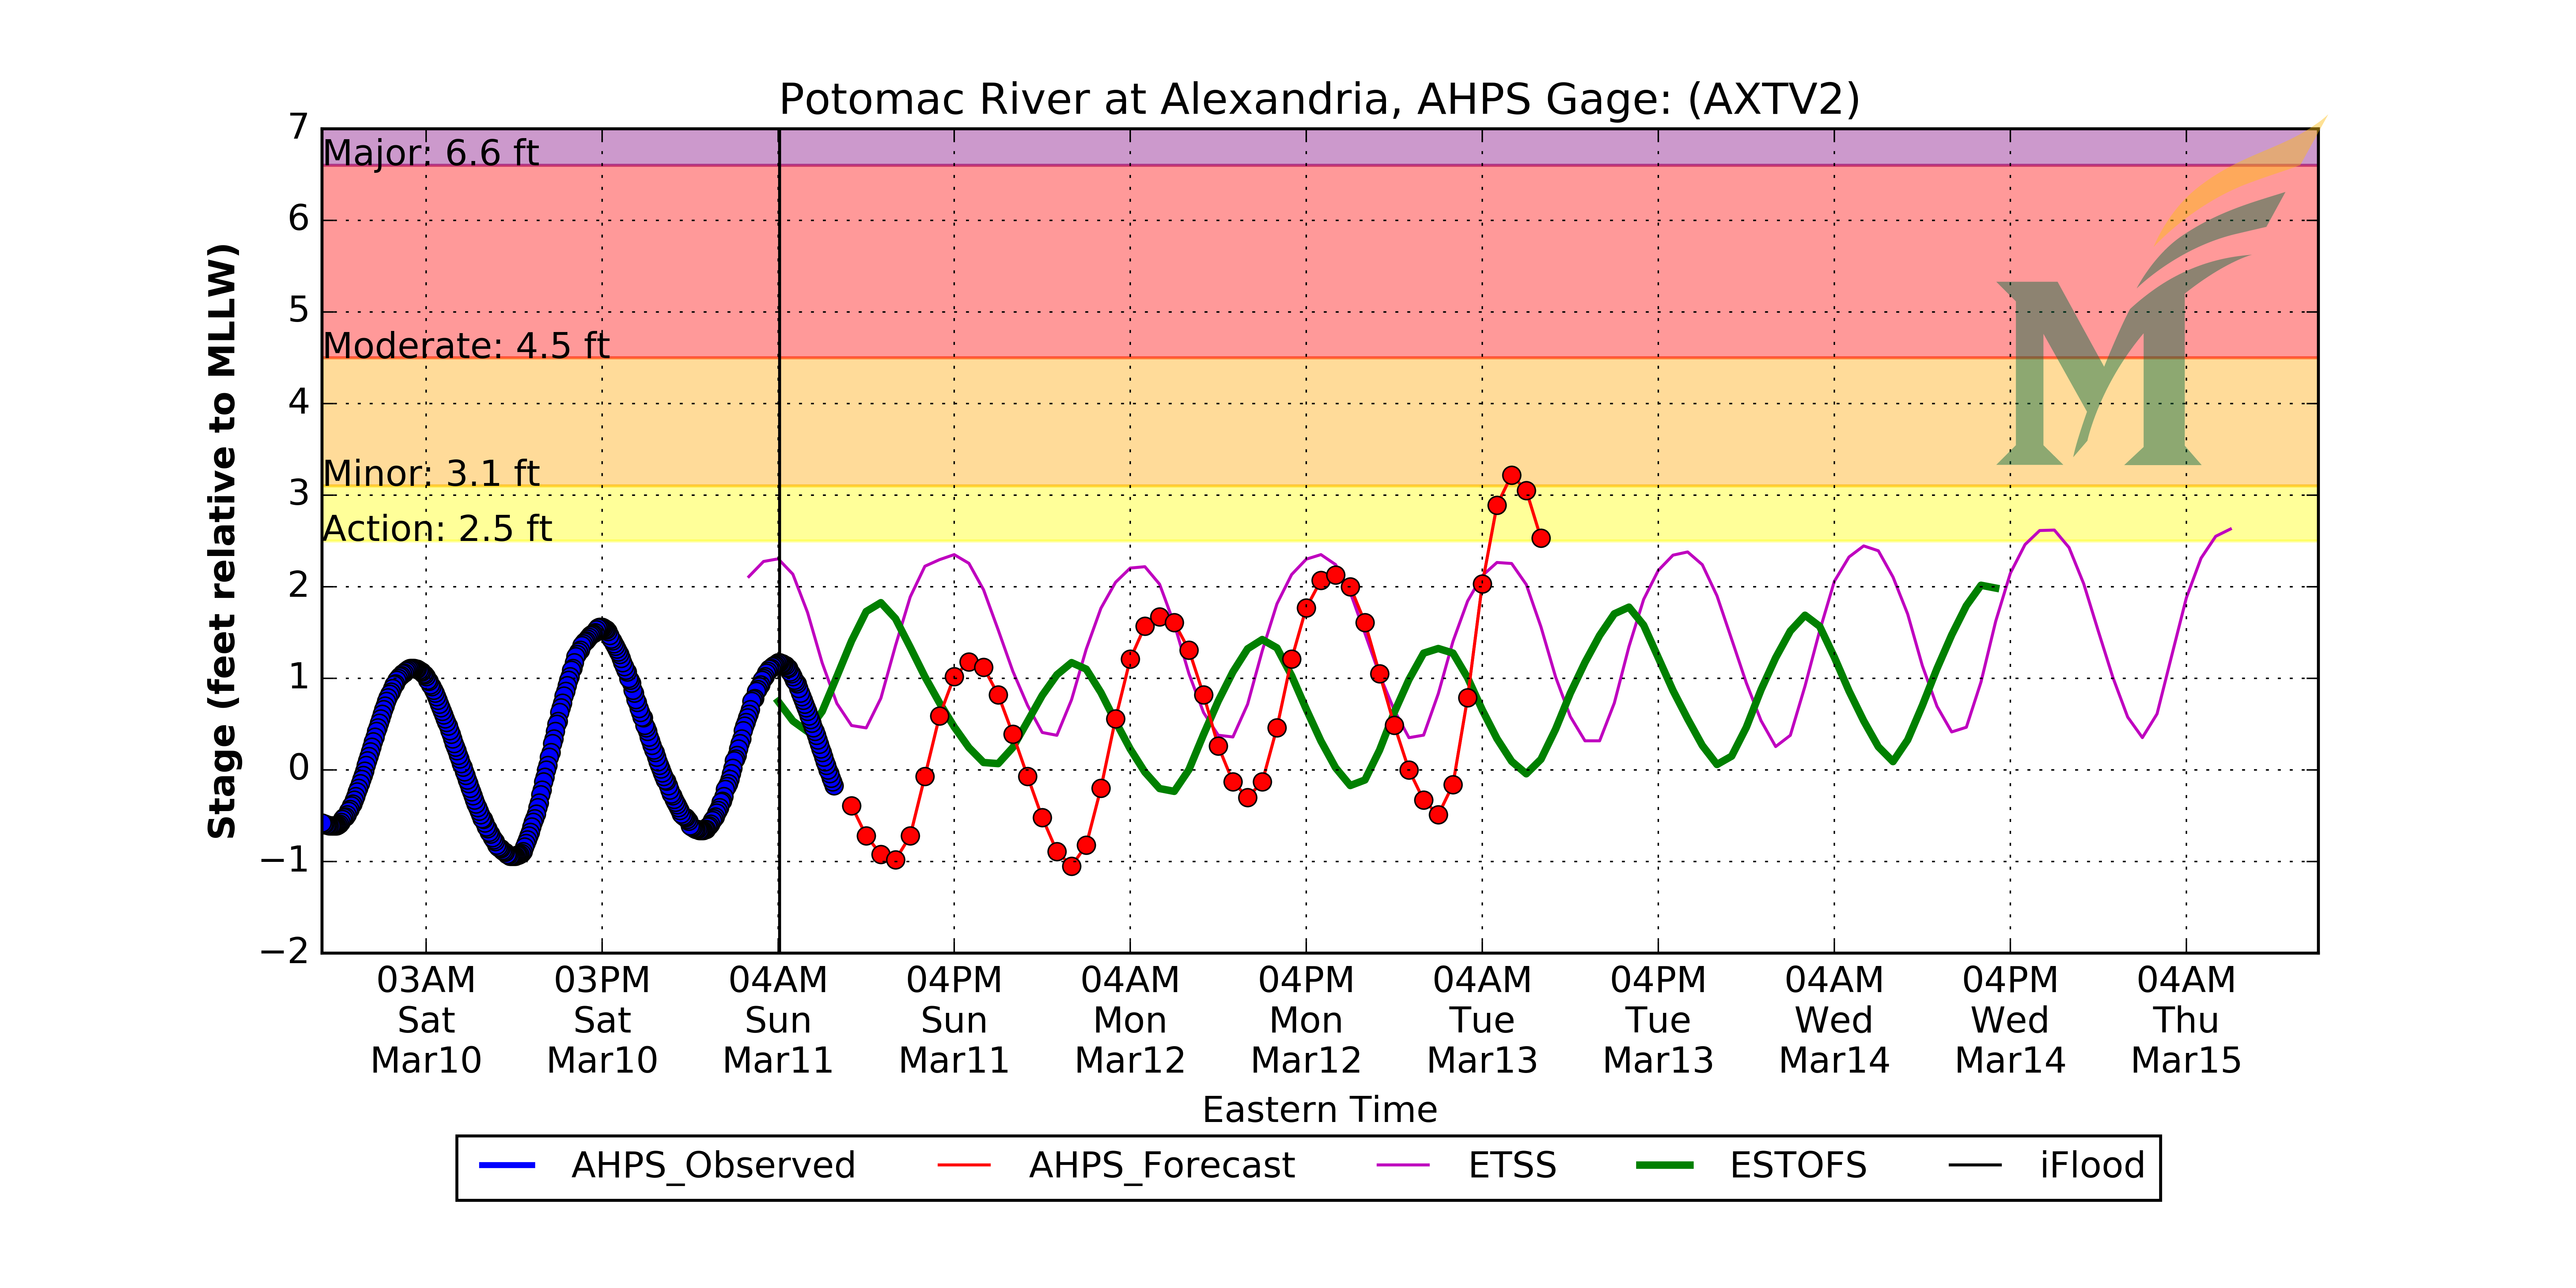 Potomac River at Alexandria, AHPS Gage: (AXTV2)
7
Major: 6.6 ft
6
5
Moderate: 4.5 ft
4
Minor: 3.1 ft
3
Action: 2.5 ft
2
1
0
−1
−2
Stage (feet relative to MLLW)
03AM 03PM 04AM 04PM 04AM 04PM 04AM 04PM 04AM 04PM 04AM
Sat Sat Sun Sun Mon Mon Tue Tue Wed Wed Thu
Mar10 Mar10 Mar11 Mar11 Mar12 Mar12 Mar13 Mar13 Mar14 Mar14 Mar15
Eastern Time
AHPS_Observed AHPS_Forecast ETSS ESTOFS iFlood
M